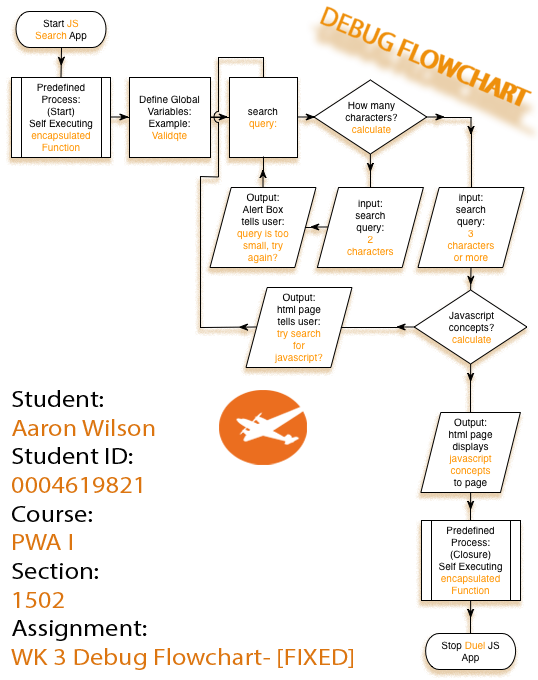 DEBUG FLOWCHART
Start JS
Search App
Predefined
Process:
(Start)
Self Executing
encapsulated
Function
Define Global
Variables:
Example:
Validqte
search
query:
How many
characters?
calculate
Output:
Alert Box
tells user:
query is too
small, try
again?
input:
search
query:
2
characters
input:
search
query:
3
characters
or more
Output:
html page
tells user:
try search
for
javascript?
Javascript
concepts?
calculate
Output:
html page
displays
javascript
concepts
to page
Predefined
Process:
(Closure)
Self Executing
encapsulated
Function
Stop Duel JS
App
Student:
Aaron Wilson
Student ID:
0004619821
Course:
PWA I
Section:
1502
Assignment:
WK 3 Debug Flowchart- [FIXED]